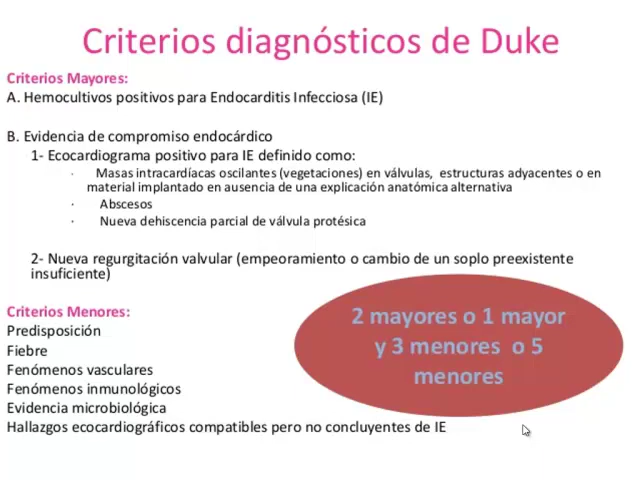 Criterios diagnósticos de Duke
Criterios Mayores:
A. Hemocultivos positivos para Endocarditis Infecciosa (IE)
B. Evidencia de compromiso endocárdico
1- Ecocardiograma positivo para IE definido como:
· Masas intracardíacas oscilantes (vegetaciones) en válvulas, estructuras adyacentes o en
material implantado en ausencia de una explicación anatómica alternativa
· Abscesos
· Nueva dehiscencia parcial de válvula protésica
2- Nueva regurgitación valvular (empeoramiento o cambio de un soplo preexistente
insuficiente)
Criterios Menores:
Predisposición
Fiebre
Fenómenos vasculares
Fenómenos inmunológicos
Evidencia microbiológica
Hallazgos ecocardiográficos compatibles pero no concluyentes de IE
2 mayores o 1 mayor
y 3 menores o 5
menores